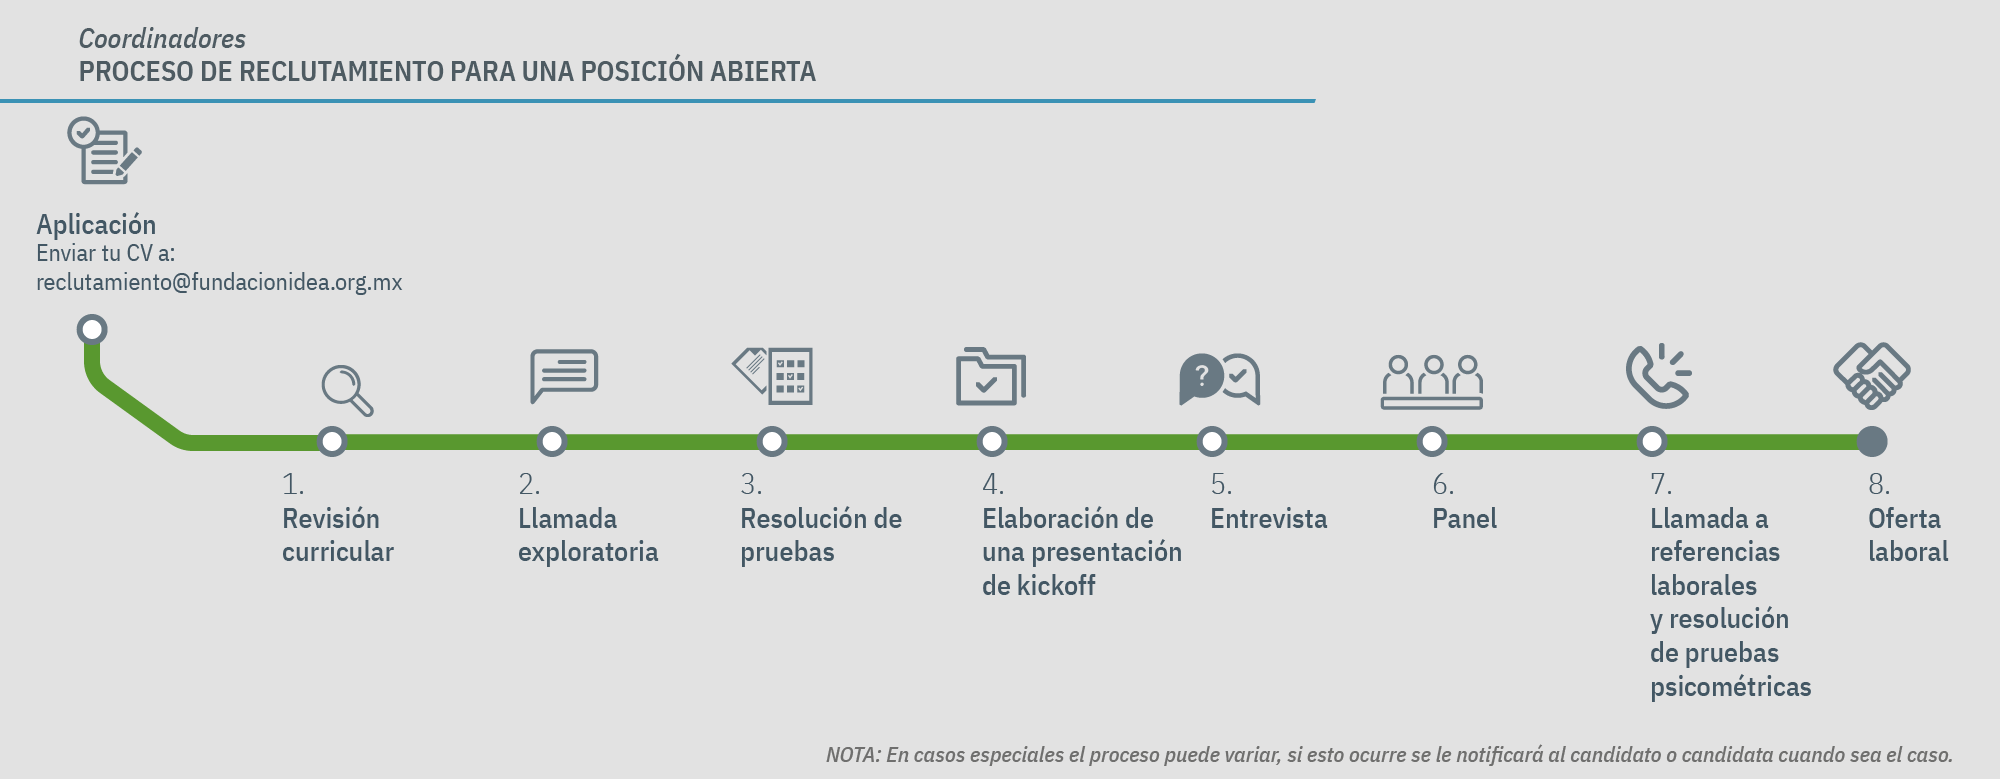 Coordinadores
PROCESO DE RECLUTAMIENTO PARA UNA POSICIÓN ABIERTA
Aplicación
Enviar tu CV a:
reclutamiento@fundacionidea.org.mx
?
1.
Revisión
curricular
2.
Llamada
exploratoria
3.
Resolución de
pruebas
4.
Elaboración de
una presentación
de kickoff
5.
Entrevista
6.
Panel
7.
Llamada a
referencias
laborales
y resolución
de pruebas
psicométricas
8.
Oferta
laboral
NOTA: En casos especiales el proceso puede variar, si esto ocurre se le notificará al candidato o candidata cuando sea el caso.